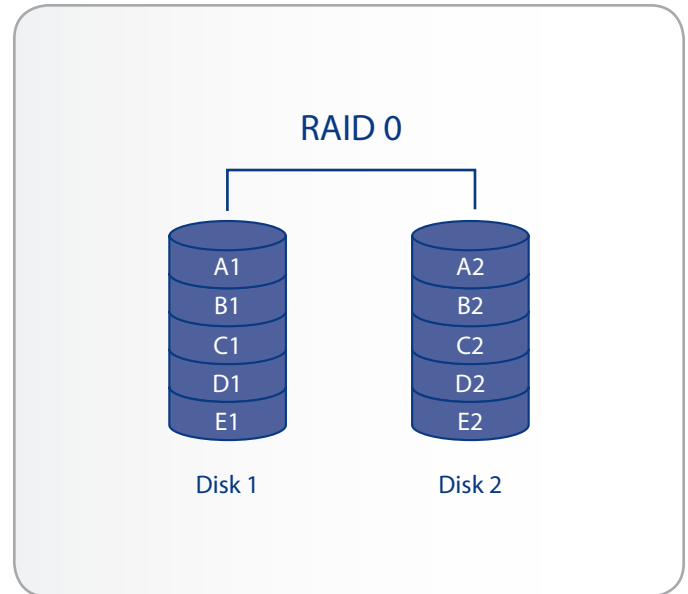 RAID 0
A1 A2
B1 B2
C1 C2
D1 D2
E1 E2
Disk 1 Disk 2